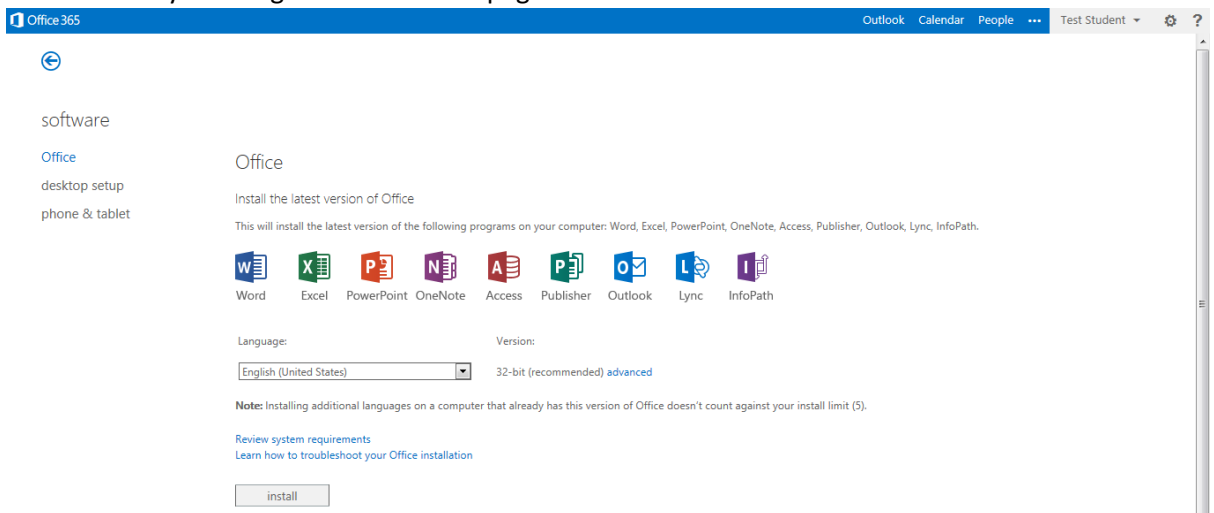 Office 365 Outlook Calendar People ••• Test Student ?
software
Office
desktop setup
phone & tablet
Office
Install the latest version of Office
This will install the latest version of the following programs on your computer: Word, Excel, PowerPoint, OneNote, Access, Publisher, Outlook, Lync, InfoPath.
Word Excel PowerPoint OneNote Access Publisher Outlook Lync InfoPath
Language: Version:
English (United States) 32-bit (recommended) advanced
Note: Installing additional languages on a computer that already has this version of Office doesn't count against your install limit (5).
Review system requirements
Learn how to troubleshoot your Office installation
install